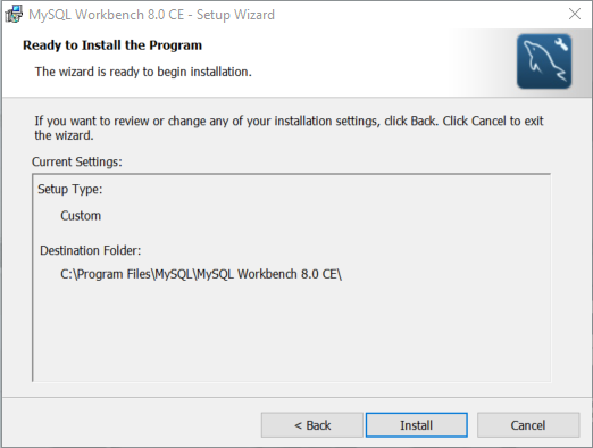 MySQL Workbench 8.0 CE - Setup Wizard
Ready to Install the Program
The wizard is ready to begin installation.
If you want to review or change any of your installation settings, click Back. Click Cancel to exit
the wizard.
Current Settings:
Setup Type:
Custom
Destination Folder:
C:\Program Files\MySQL\MySQL Workbench 8.0 CE\
< Back
Install
Cancel